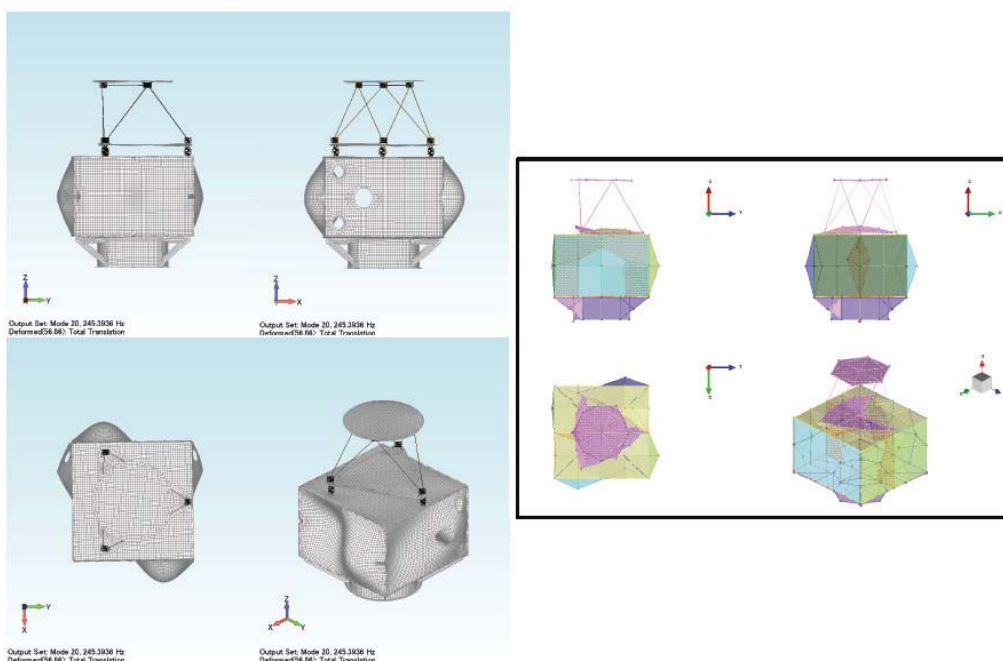 Z
Y
Z
X
Output Set: Mode 20, 245.3936 Hz
Deformed(56.86): Total Translation
Output Set: Mode 20, 245.3936 Hz
Deformed(56.86): Total Translation
Y
X
Z
X
Y
Output Set: Mode 20, 245.3936 Hz
Deformed(56.86): Total Translation
Output Set: Mode 20, 245.3936 Hz
Deformed(56.86): Total Translation
Y
Y